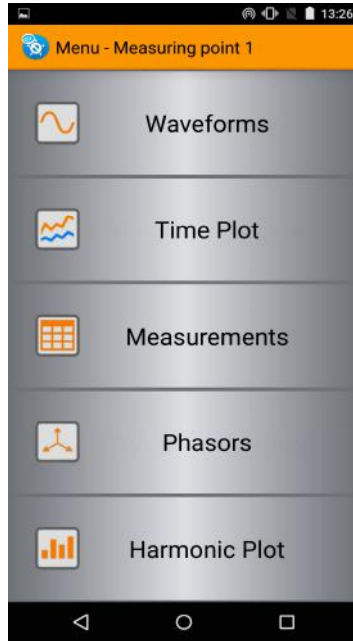 13:26
Menu - Measuring point 1
Waveforms
Time Plot
Measurements
Phasors
Harmonic Plot